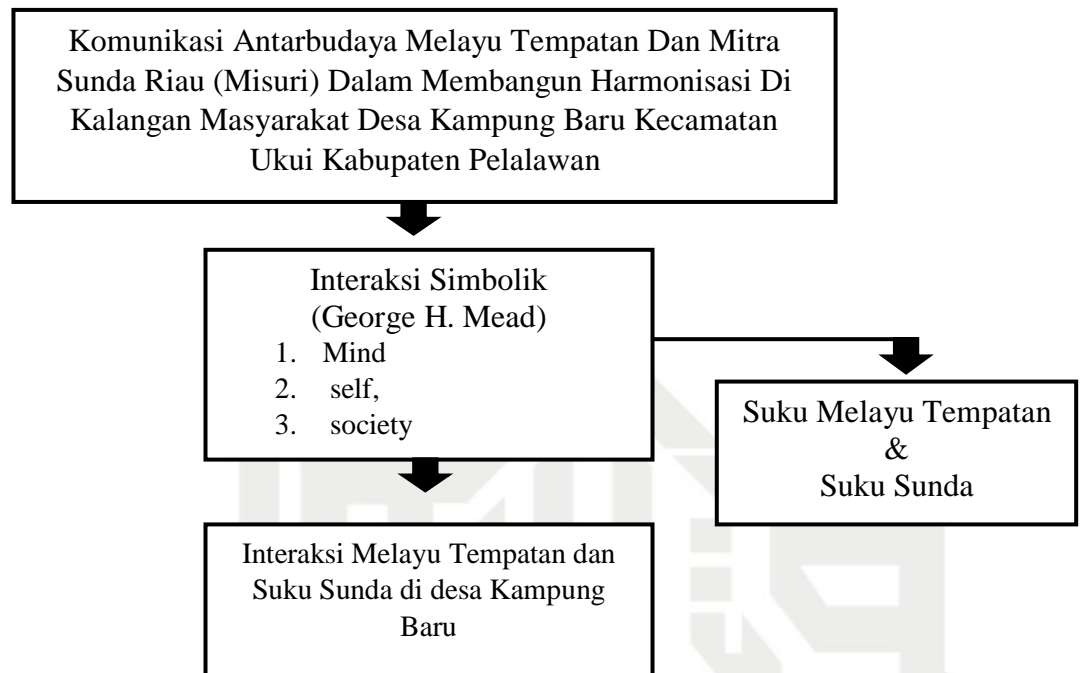 Komunikasi Antarbudaya Melayu Tempatan Dan Mitra
Sunda Riau (Misuri) Dalam Membangun Harmonisasi Di
Kalangan Masyarakat Desa Kampung Baru Kecamatan
Ukui Kabupaten Pelalawan
Interaksi Simbolik
(George H. Mead)
1. Mind
2. self,
3. society
Suku Melayu Tempatan
&
Suku Sunda
Interaksi Melayu Tempatan dan
Suku Sunda di desa Kampung
Baru